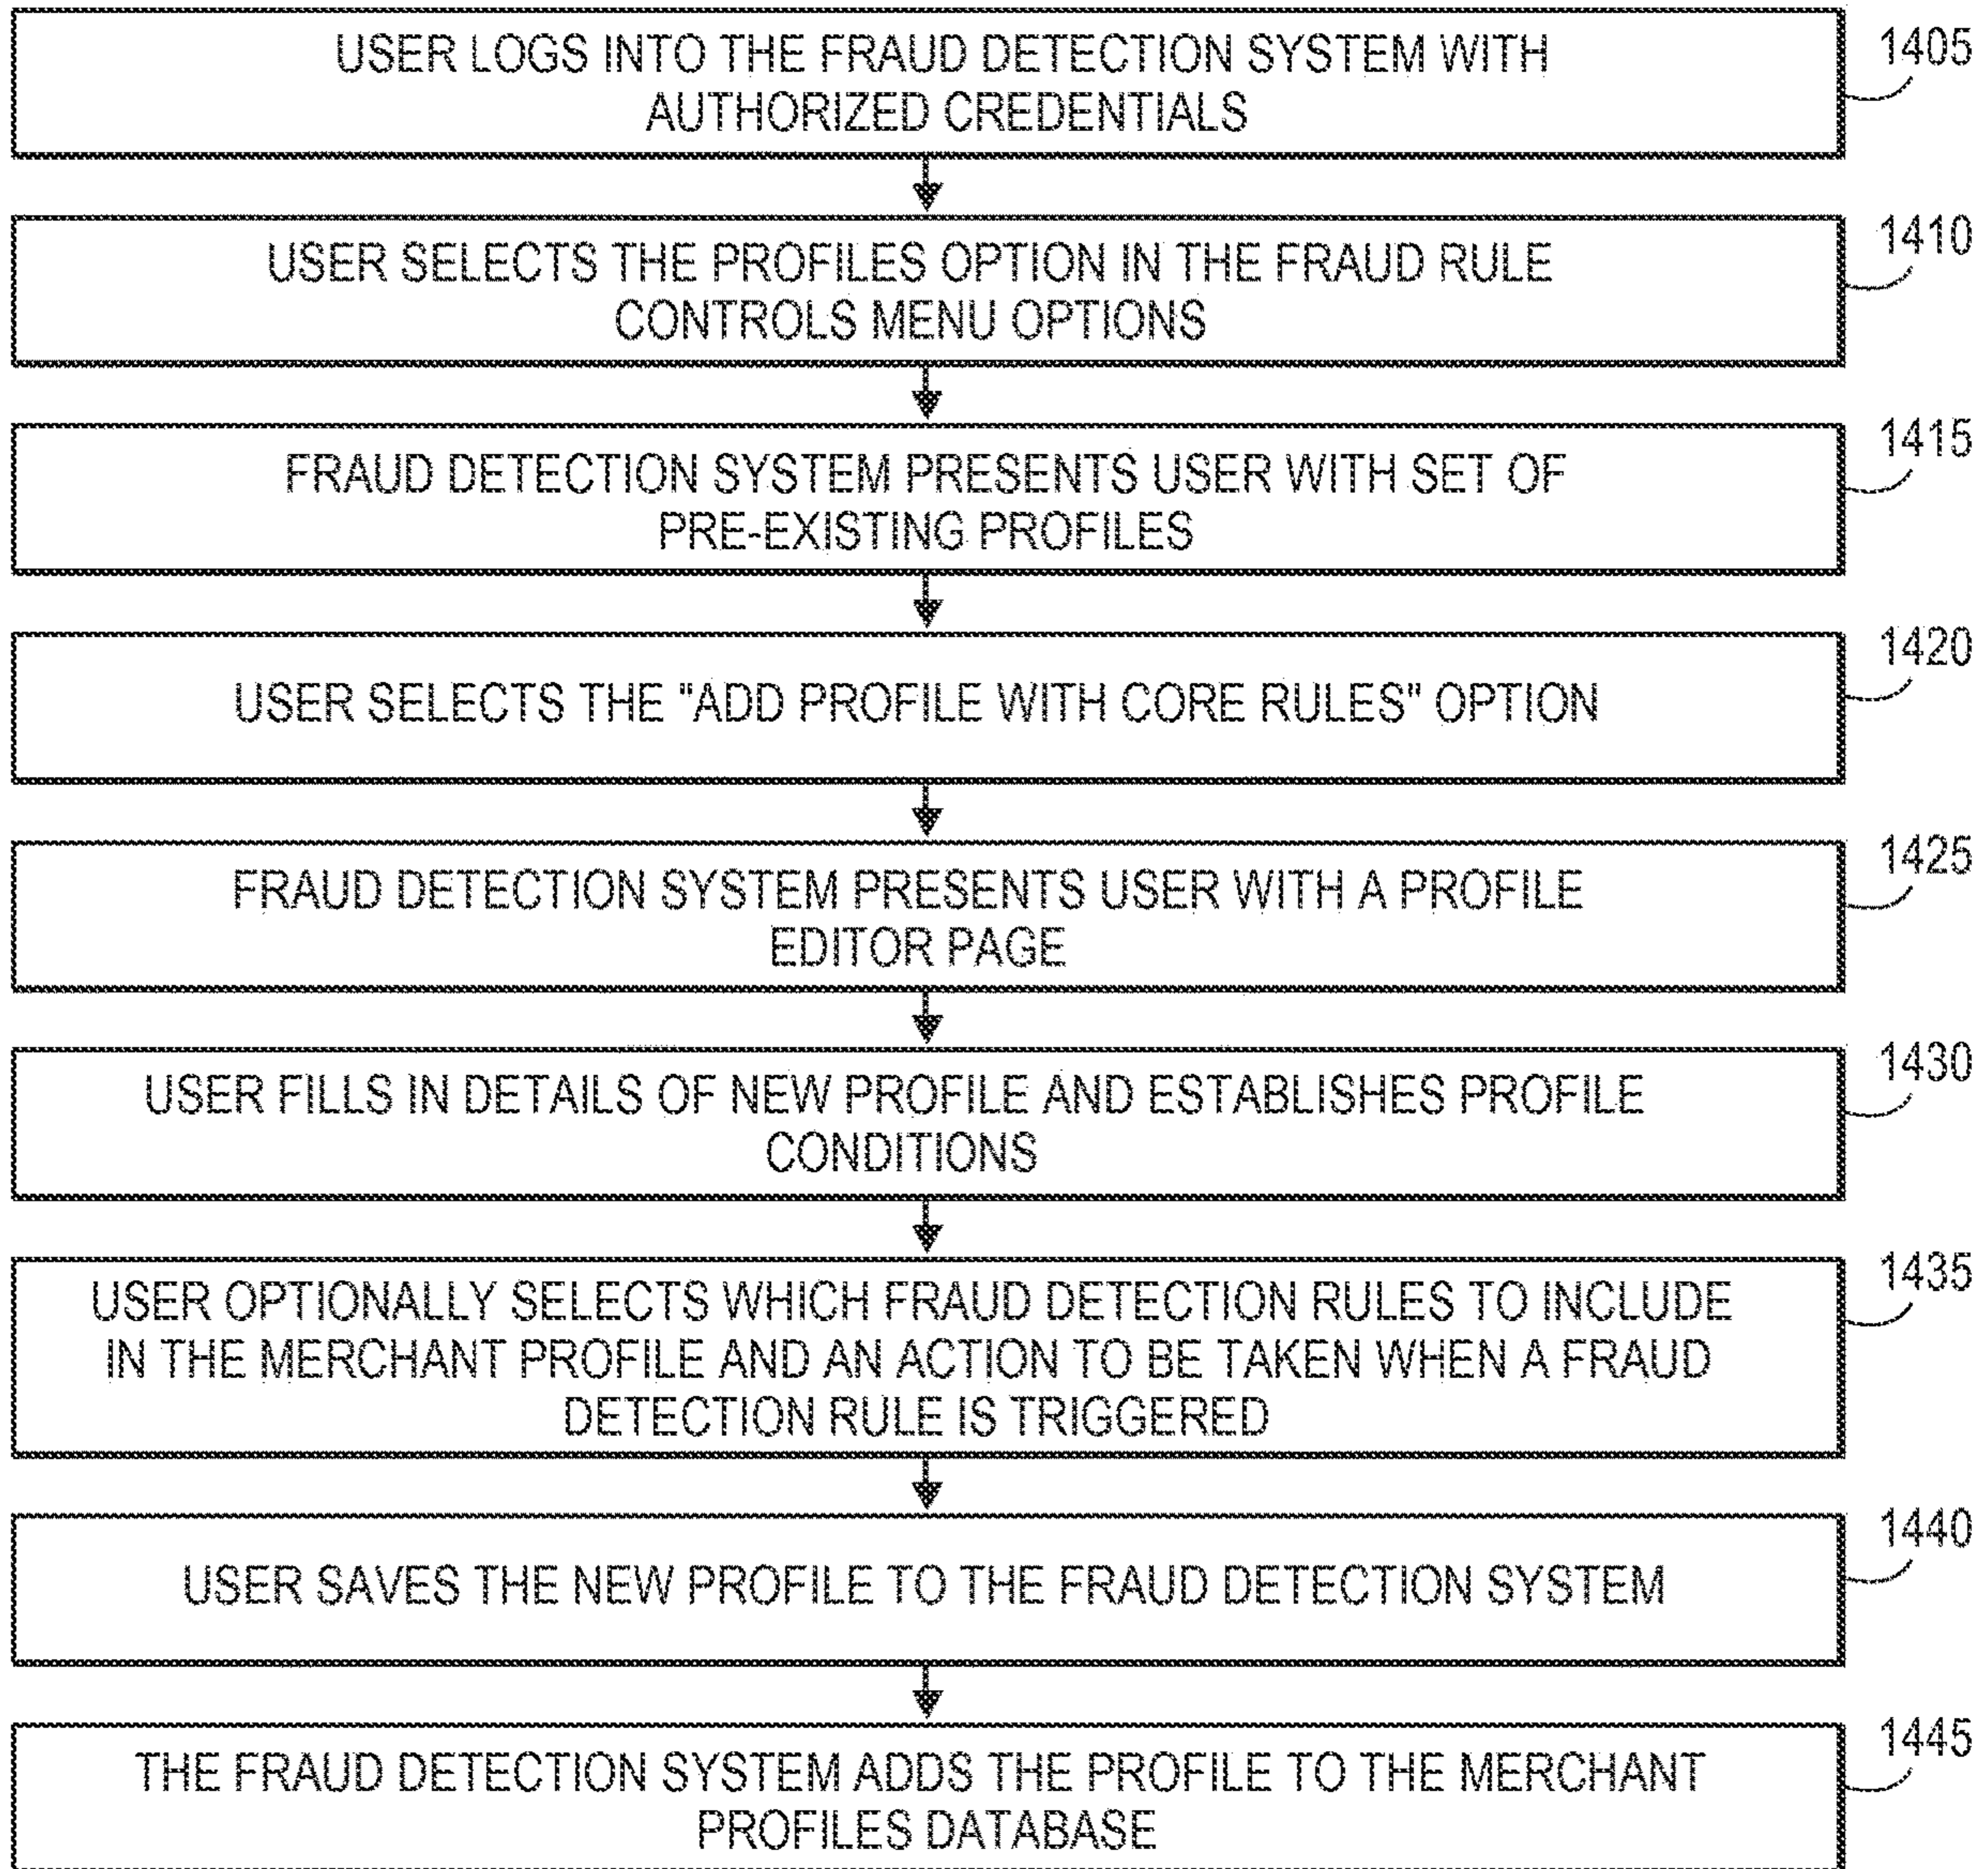 USER LOGS INTO THE FRAUD DETECTION SYSTEM WITH
AUTHORIZED CREDENTIALS
1405
USER SELECTS THE PROFILES OPTION IN THE FRAUD RULE
CONTROLS MENU OPTIONS
1410
FRAUD DETECTION SYSTEM PRESENTS USER WITH SET OF
PRE-EXISTING PROFILES
1415
USER SELECTS THE "ADD PROFILE WITH CORE RULES" OPTION
1420
FRAUD DETECTION SYSTEM PRESENTS USER WITH A PROFILE
EDITOR PAGE
1425
USER FILLS IN DETAILS OF NEW PROFILE AND ESTABLISHES PROFILE
CONDITIONS
1430
USER OPTIONALLY SELECTS WHICH FRAUD DETECTION RULES TO INCLUDE
IN THE MERCHANT PROFILE AND AN ACTION TO BE TAKEN WHEN A FRAUD
DETECTION RULE IS TRIGGERED
1435
USER SAVES THE NEW PROFILE TO THE FRAUD DETECTION SYSTEM
1440
THE FRAUD DETECTION SYSTEM ADDS THE PROFILE TO THE MERCHANT
PROFILES DATABASE
1445